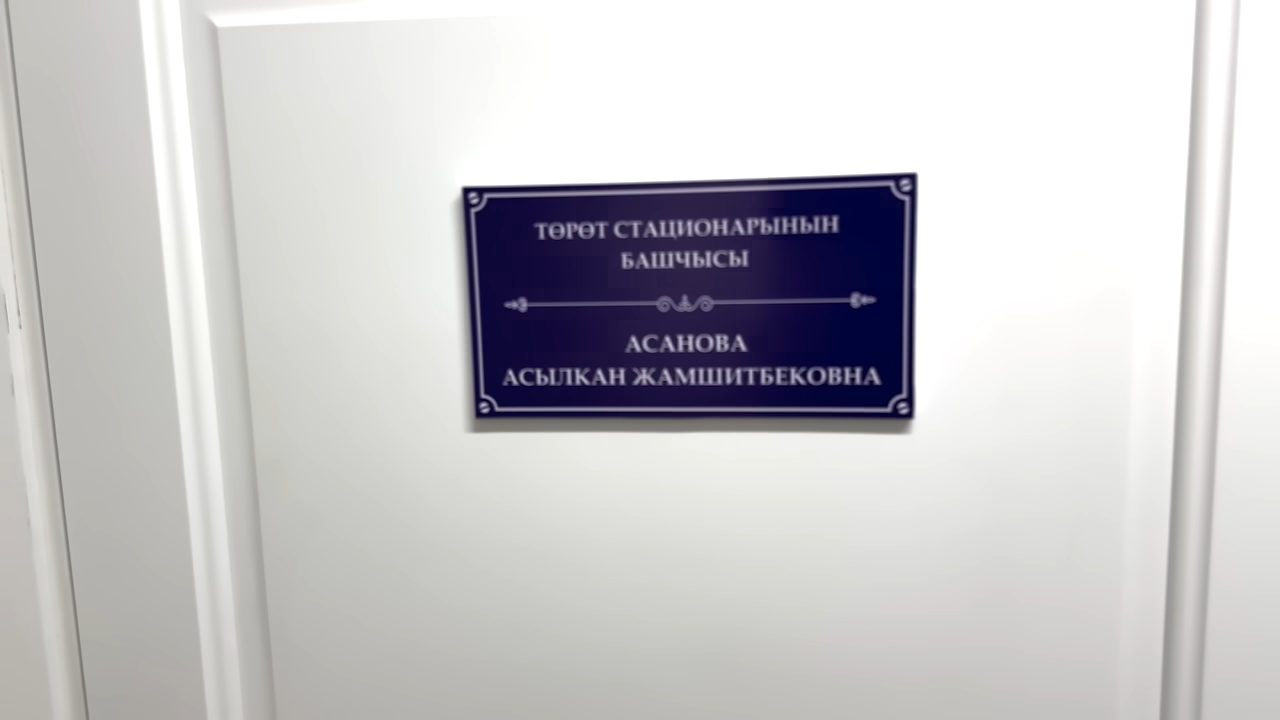 ТӨРӨТ СТАЦИОНАРЫНЫН
БАШЧЫСЫ
АСАНОВА
АСЫЛКАН ЖАМШИТБЕКОВНА